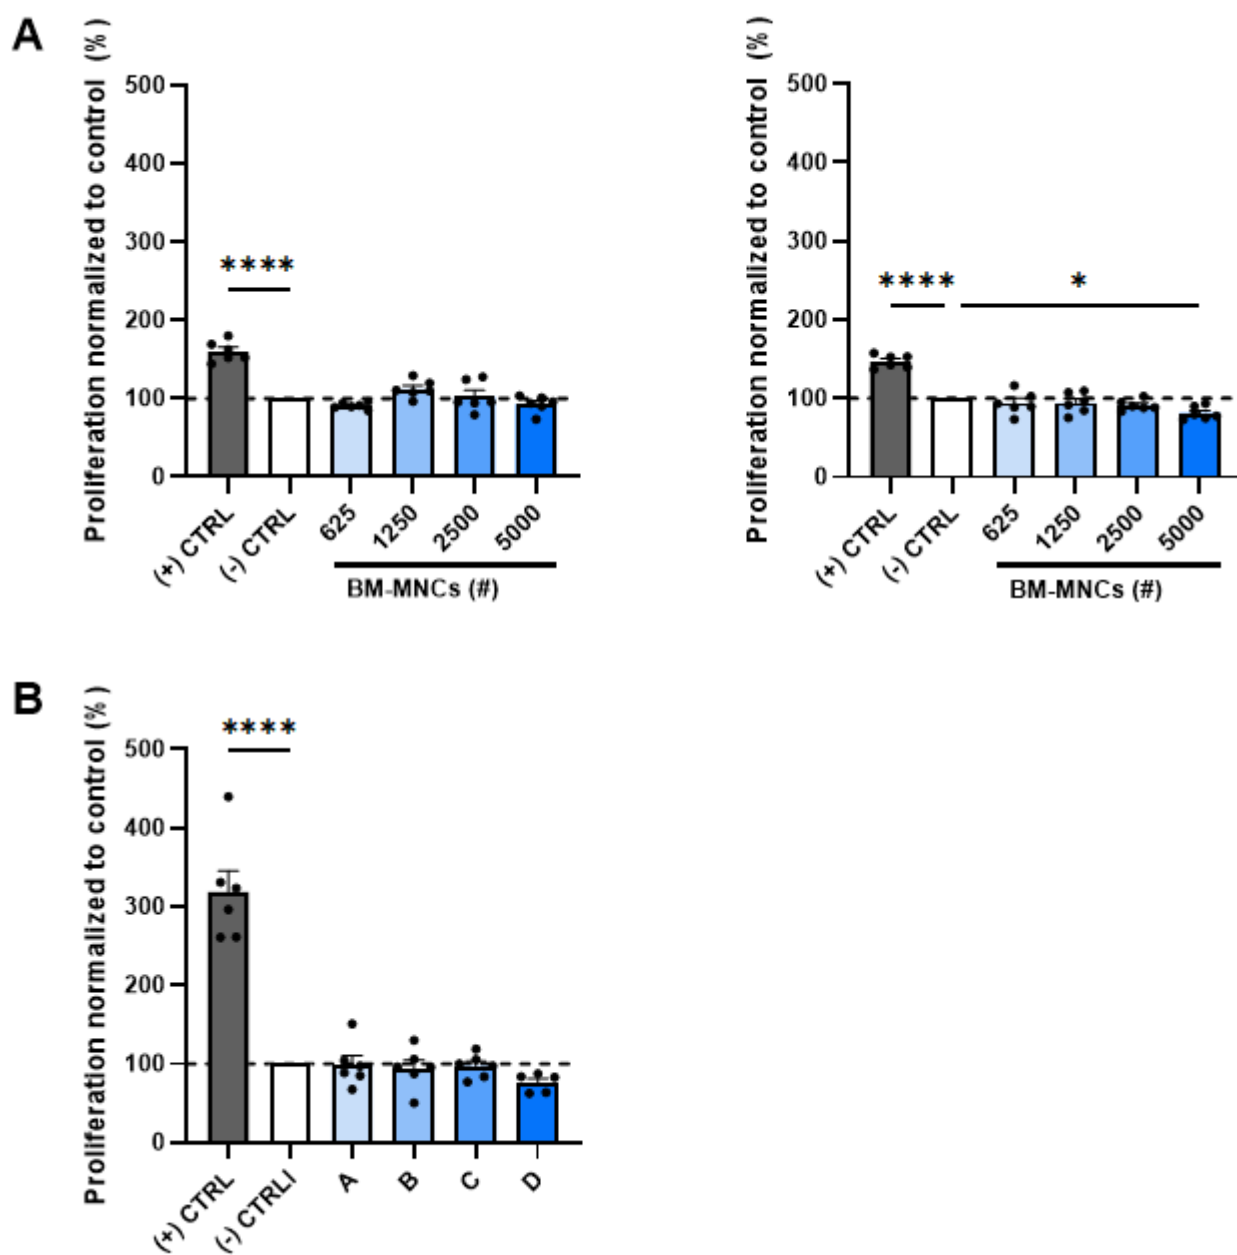 A
Proliferation normalized to control (%)
500
400
300
200
100
0
****
(+) CTRL
(-) CTRL
625
1250
2500
5000
BM-MNCs (#)
Proliferation normalized to control (%)
500
400
300
200
100
0
****
*
(+) CTRL
(-) CTRL
625
1250
2500
5000
BM-MNCs (#)
B
Proliferation normalized to control (%)
500
400
300
200
100
0
****
(+) CTRL
(-) CTRLI
A
B
C
D